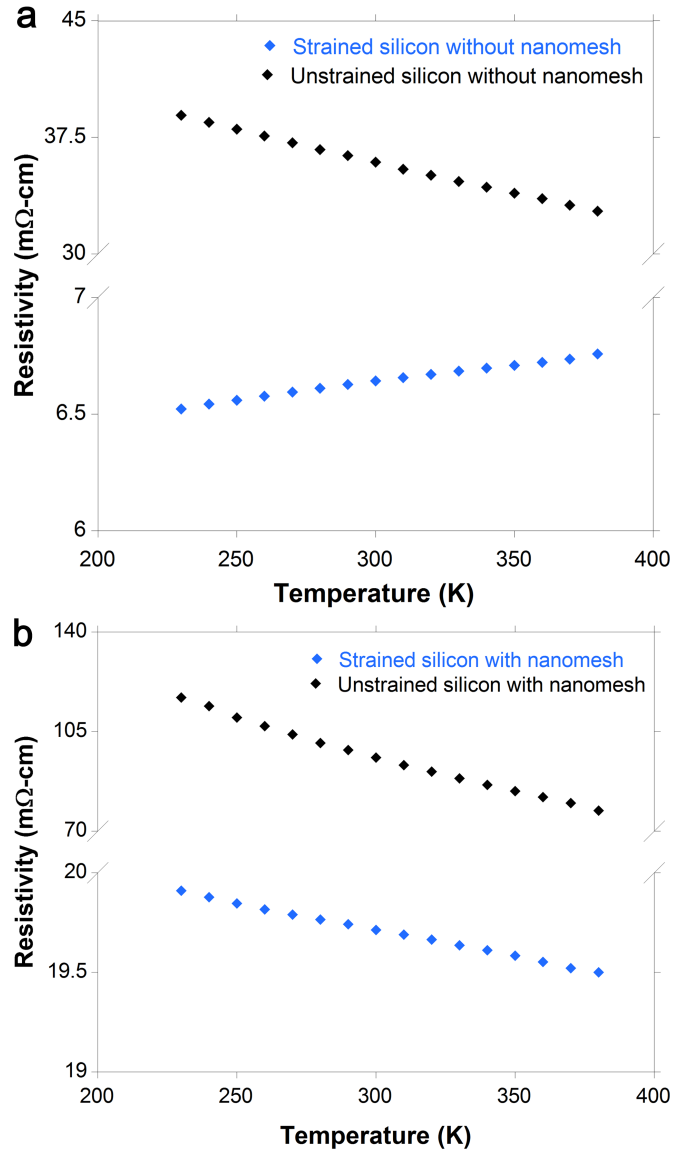 a
45
Strained silicon without nanomesh
Unstrained silicon without nanomesh
37.5
30
7
6.5
6
Resistivity (mΩ-cm)
200 250 300 350 400
Temperature (K)
b
140
Strained silicon with nanomesh
Unstrained silicon with nanomesh
105
70
20
19.5
19
Resistivity (mΩ-cm)
200 250 300 350 400
Temperature (K)